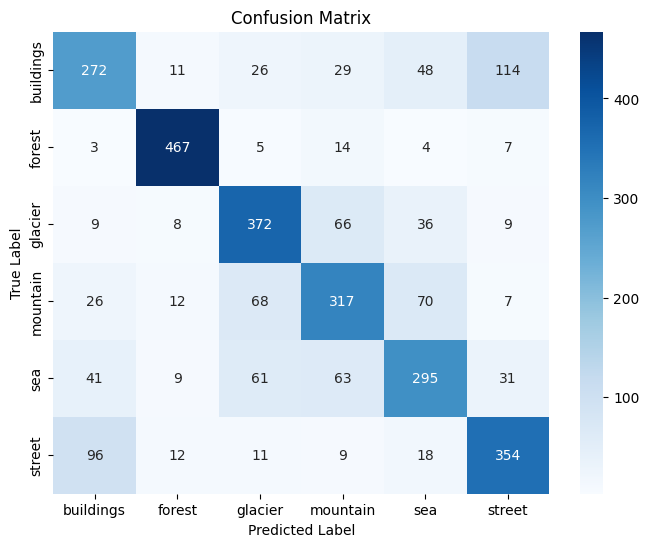 Confusion Matrix
buildings 272 11 26 29 48 114
forest 3 467 5 14 4 7
glacier 9 8 372 66 36 9
mountain 26 12 68 317 70 7
sea 41 9 61 63 295 31
street 96 12 11 9 18 354
buildings forest glacier mountain sea street
Predicted Label
True Label
400
300
200
100